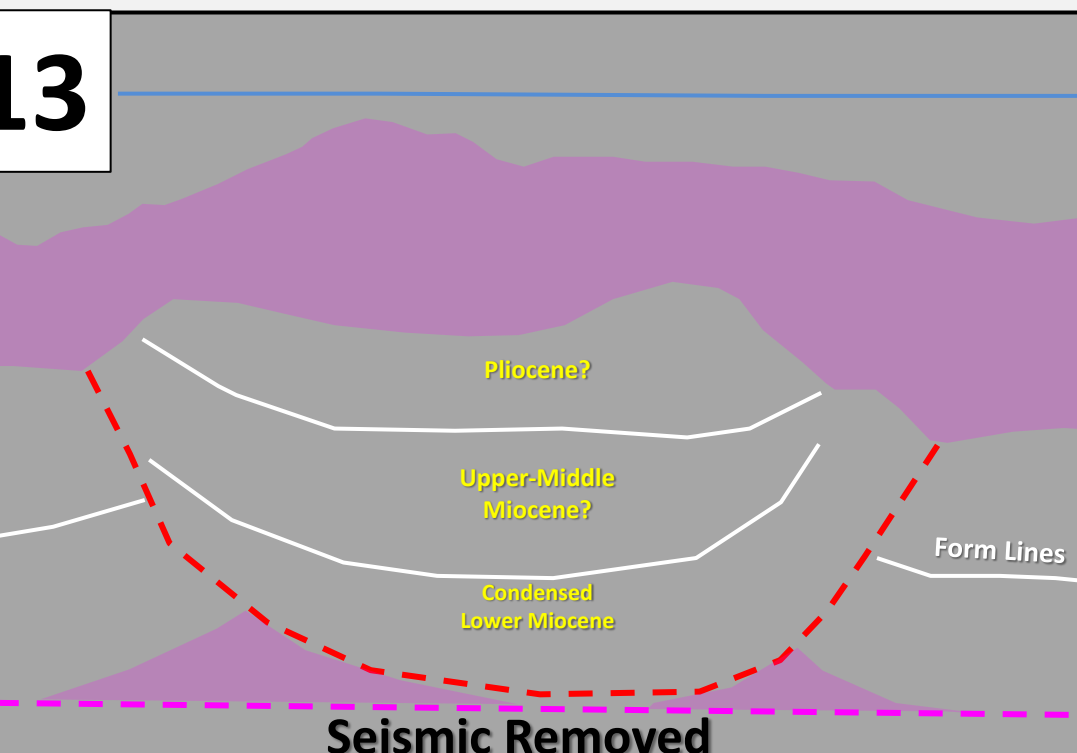 13
Pliocene?
Upper-Middle
Miocene?
Form Lines
Condensed
Lower Miocene
Seismic Removed